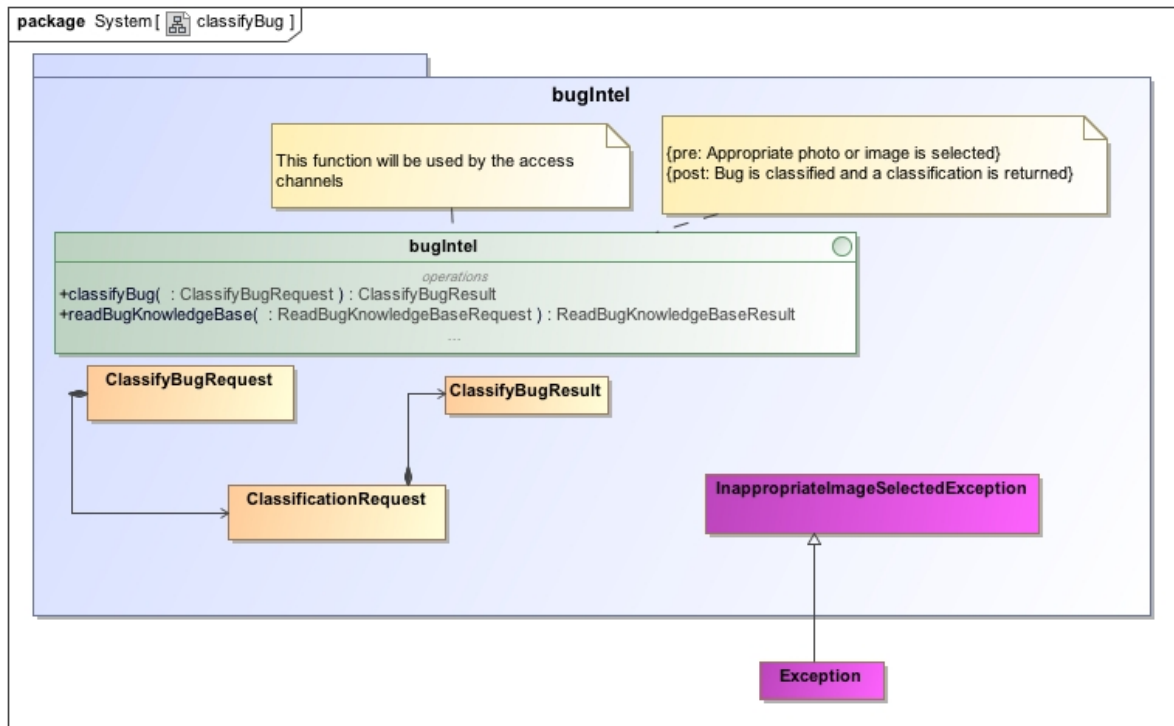 package System [ classifyBug ]
bugIntel
This function will be used by the access
channels
{pre: Appropriate photo or image is selected}
{post: Bug is classified and a classification is returned}
bugIntel
operations
+classifyBug( : ClassifyBugRequest ) : ClassifyBugResult
+readBugKnowledgeBase( : ReadBugKnowledgeBaseRequest ) : ReadBugKnowledgeBaseResult
...
ClassifyBugRequest
ClassifyBugResult
ClassificationRequest
InappropriateImageSelectedException
Exception